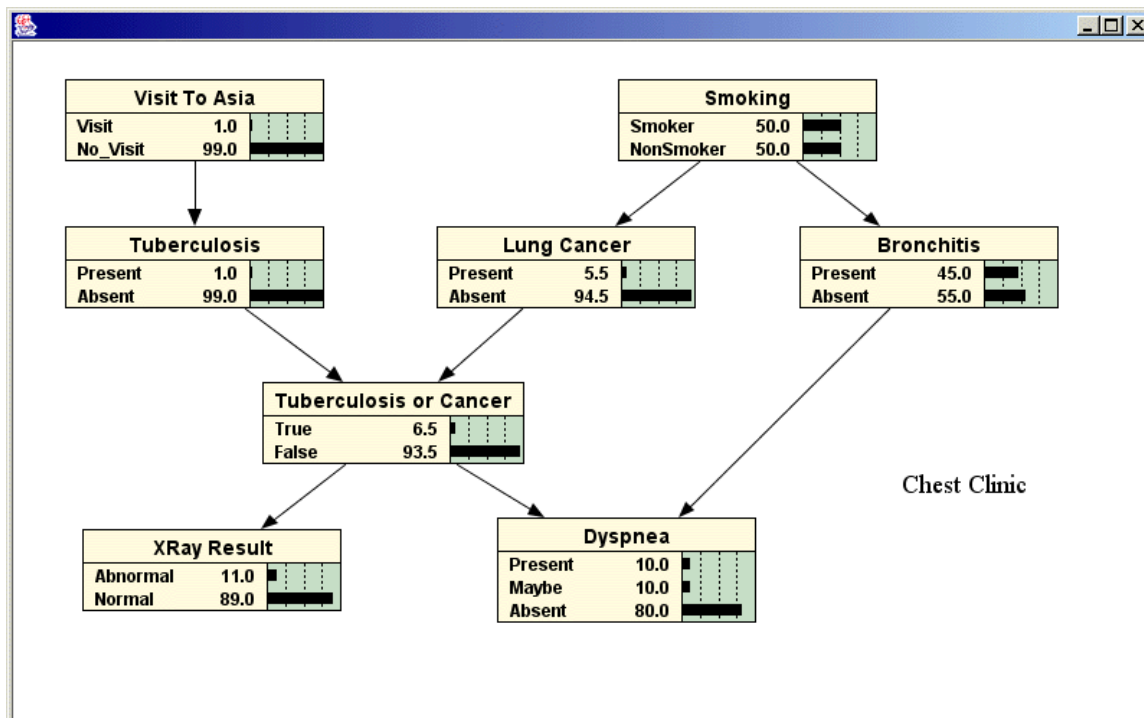 Visit To Asia
Visit 1.0
No_Visit 99.0
Smoking
Smoker 50.0
NonSmoker 50.0
Tuberculosis
Present 1.0
Absent 99.0
Lung Cancer
Present 5.5
Absent 94.5
Bronchitis
Present 45.0
Absent 55.0
Tuberculosis or Cancer
True 6.5
False 93.5
Chest Clinic
XRay Result
Abnormal 11.0
Normal 89.0
Dyspnea
Present 10.0
Maybe 10.0
Absent 80.0